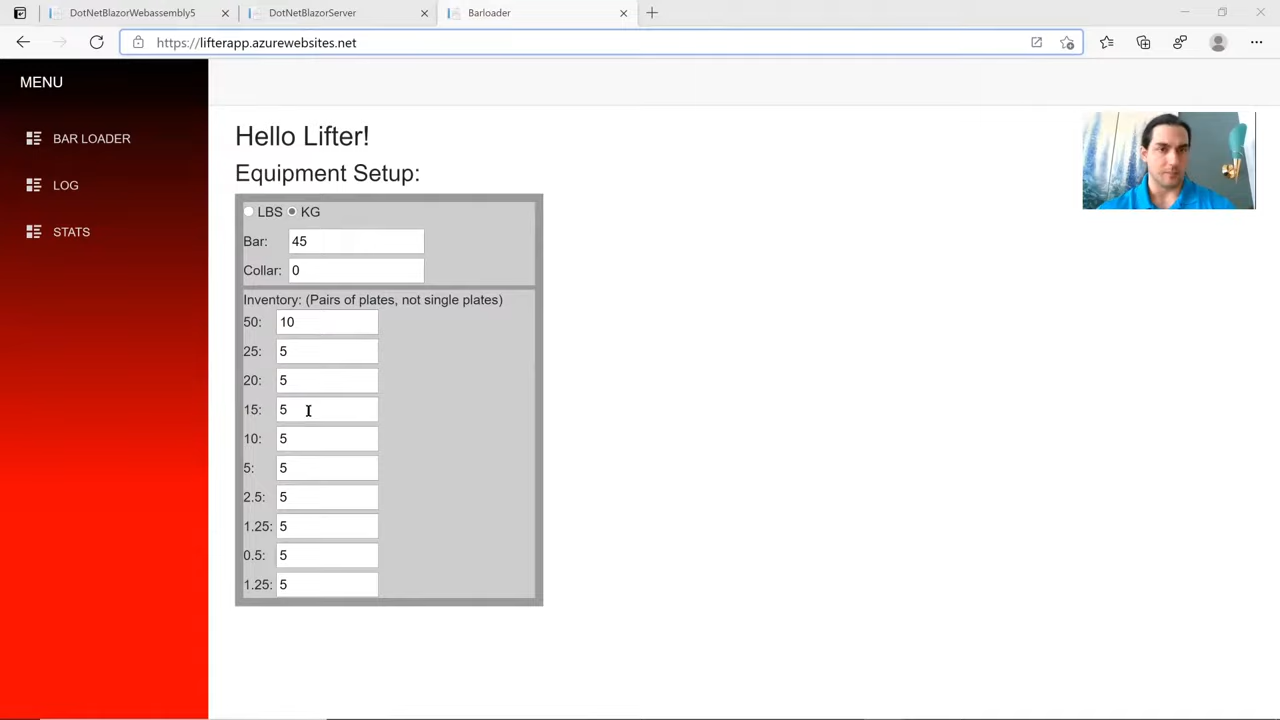 DotNetBlazorWebassembly5
DotNetBlazorServer
Barloader
https://lifterapp.azurewebsites.net
MENU
BAR LOADER
LOG
STATS
Hello Lifter!
Equipment Setup:
LBS KG
Bar: 45
Collar: 0
Inventory: (Pairs of plates, not single plates)
50: 10
25: 5
20: 5
15: 5
10: 5
5: 5
2.5: 5
1.25: 5
0.5: 5
1.25: 5